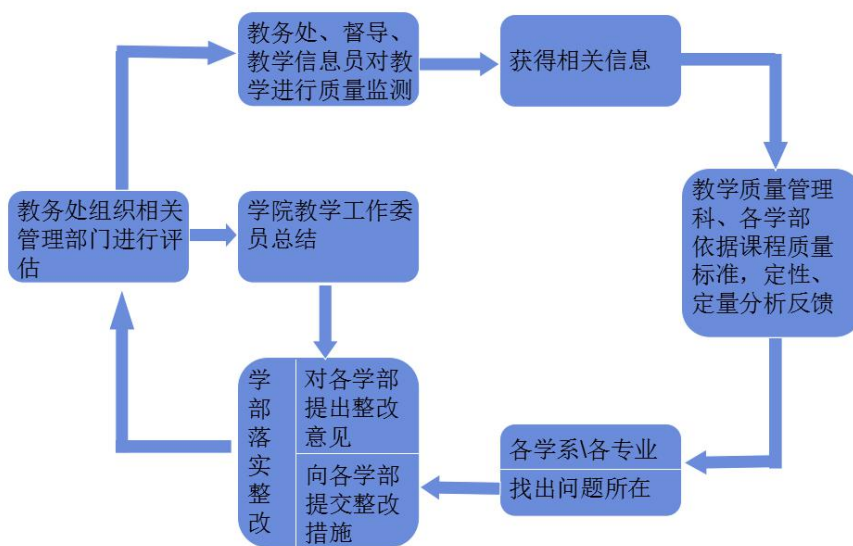 教务处、督导、
教学信息员对教
学进行质量监测
获得相关信息
教务处组织相关
管理部门进行评
估
学院教学工作委
员总结
教学质量管理
科、各学部
依据课程质量
标准，定性、
定量分析反馈
学部落实整改
对各学部
提出整改
意见
向各学部
提交整改
措施
各学系\各专业
找出问题所在